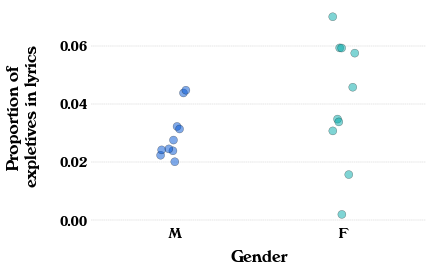 Proportion of
expletives in lyrics
0.06
0.04
0.02
0.00
M
F
Gender